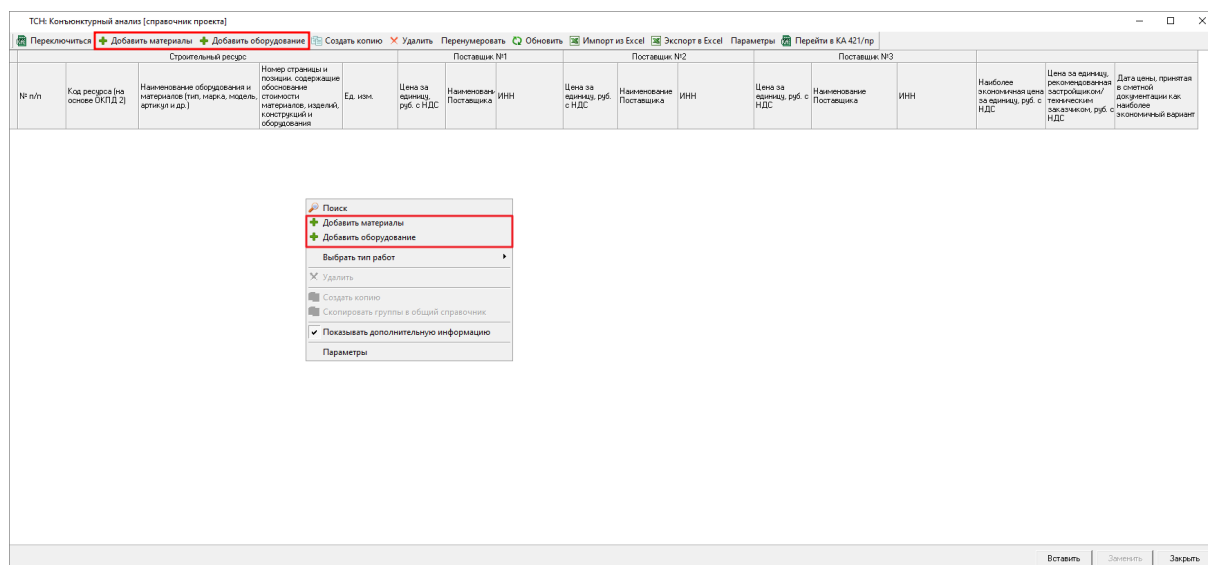 ТСН: Конъюнктурный анализ [справочник проекта]
Переключиться Добавить материалы Добавить оборудование Создать копию Удалить Перенумеровать Обновить Импорт из Excel Экспорт в Excel Параметры Перейти в КА 421/пр
Строительный ресурс Поставщик №1 Поставщик №2 Поставщик №3
№ п/п
Код ресурса (на
основе ОКПД 2)
Наименование оборудования и
материалов (тип, марка, модель,
артикул и др.)
Номер страницы и
позиции. содержащие
обоснование
стоимости
материалов, изделий,
конструкций и
оборудования
Ед. изм.
Цена за
единицу,
руб. с НДС
Наименовани
Поставщика
ИНН
Цена за
единицу, руб.
с НДС
Наименование
Поставщика
ИНН
Цена за
единицу, руб. с
НДС
Наименование
Поставщика
ИНН
Наиболее
экономичная цена
за единицу, руб. с
НДС
Цена за единицу,
рекомендованная
застройщиком/
техническим
заказчиком, руб. с
НДС
Дата цены, принятая
в сметной
документации как
наиболее
экономичный вариант
Поиск
Добавить материалы
Добавить оборудование
Выбрать тип работ
Удалить
Создать копию
Скопировать группы в общий справочник
Показывать дополнительную информацию
Параметры
Вставить Заменить Закрыть